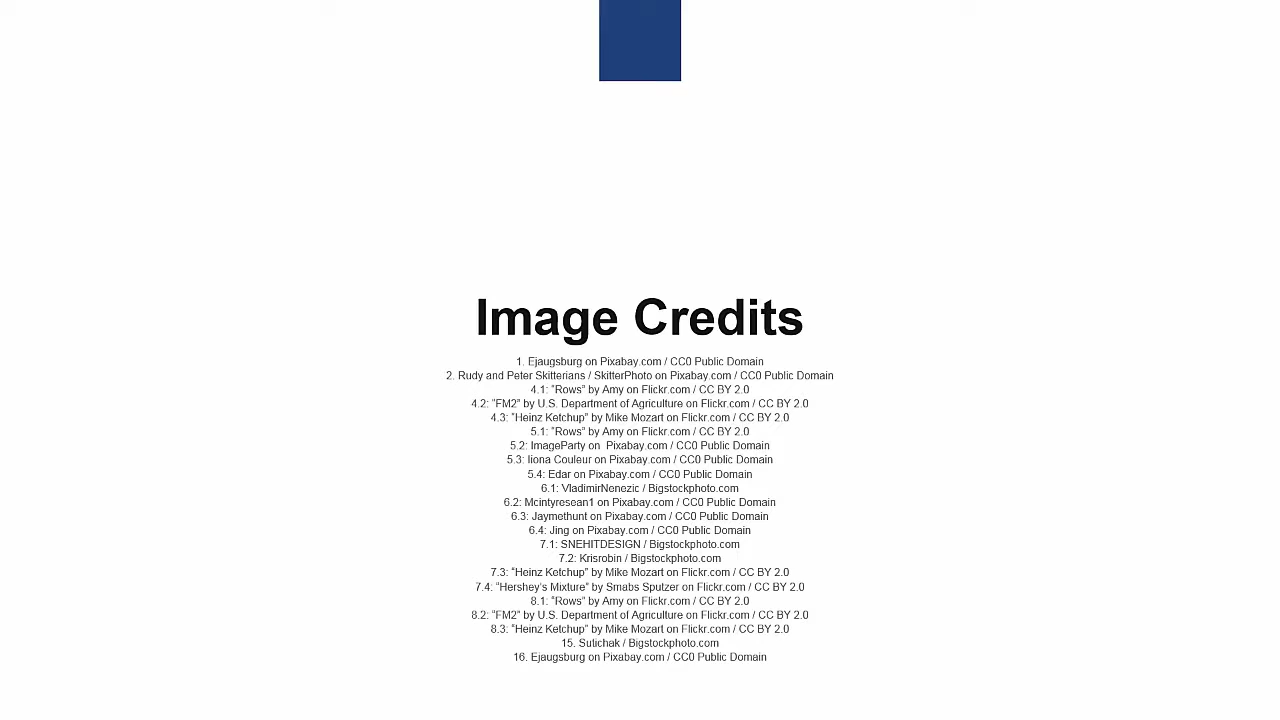 Image Credits
1. Ejaugsburg on Pixabay.com / CC0 Public Domain
2. Rudy and Peter Skitterians / SkitterPhoto on Pixabay.com / CC0 Public Domain
4.1: “Rows” by Amy on Flickr.com / CC BY 2.0
4.2: “FM2” by U.S. Department of Agriculture on Flickr.com / CC BY 2.0
4.3: “Heinz Ketchup” by Mike Mozart on Flickr.com / CC BY 2.0
5.1: “Rows” by Amy on Flickr.com / CC BY 2.0
5.2: ImageParty on  Pixabay.com / CC0 Public Domain
5.3: Iiona Couleur on Pixabay.com / CC0 Public Domain
5.4: Edar on Pixabay.com / CC0 Public Domain
6.1: VladimirNenezic / Bigstockphoto.com
6.2: Mcintyresean1 on Pixabay.com / CC0 Public Domain
6.3: Jaymethunt on Pixabay.com / CC0 Public Domain
6.4: Jing on Pixabay.com / CC0 Public Domain
7.1: SNEHITDESIGN / Bigstockphoto.com
7.2: Krisrobin / Bigstockphoto.com
7.3: “Heinz Ketchup” by Mike Mozart on Flickr.com / CC BY 2.0
7.4: “Hershey’s Mixture” by Smabs Sputzer on Flickr.com / CC BY 2.0
8.1: “Rows” by Amy on Flickr.com / CC BY 2.0
8.2: “FM2” by U.S. Department of Agriculture on Flickr.com / CC BY 2.0
8.3: “Heinz Ketchup” by Mike Mozart on Flickr.com / CC BY 2.0
15. Sutichak / Bigstockphoto.com
16. Ejaugsburg on Pixabay.com / CC0 Public Domain